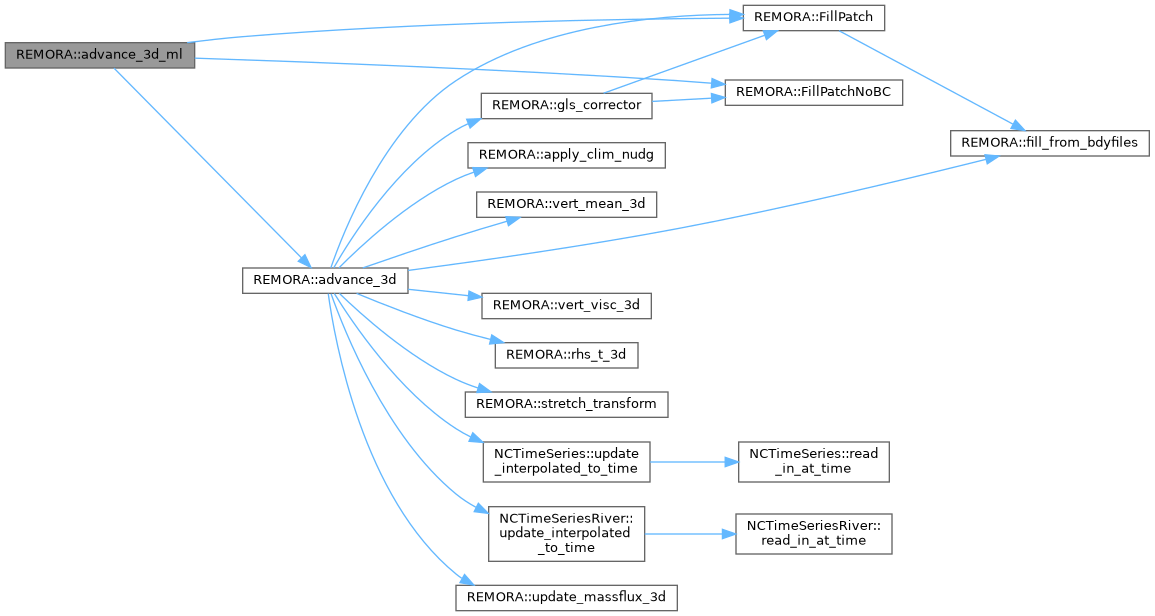 REMORA::advance_3d_ml
REMORA::FillPatch
REMORA::FillPatchNoBC
REMORA::gls_corrector
REMORA::fill_from_bdyfiles
REMORA::apply_clim_nudg
REMORA::vert_mean_3d
REMORA::advance_3d
REMORA::vert_visc_3d
REMORA::rhs_t_3d
REMORA::stretch_transform
NCTimeSeries::update
_interpolated_to_time
NCTimeSeries::read
_in_at_time
NCTimeSeriesRiver::
update_interpolated
_to_time
NCTimeSeriesRiver::
read_in_at_time
REMORA::update_massflux_3d